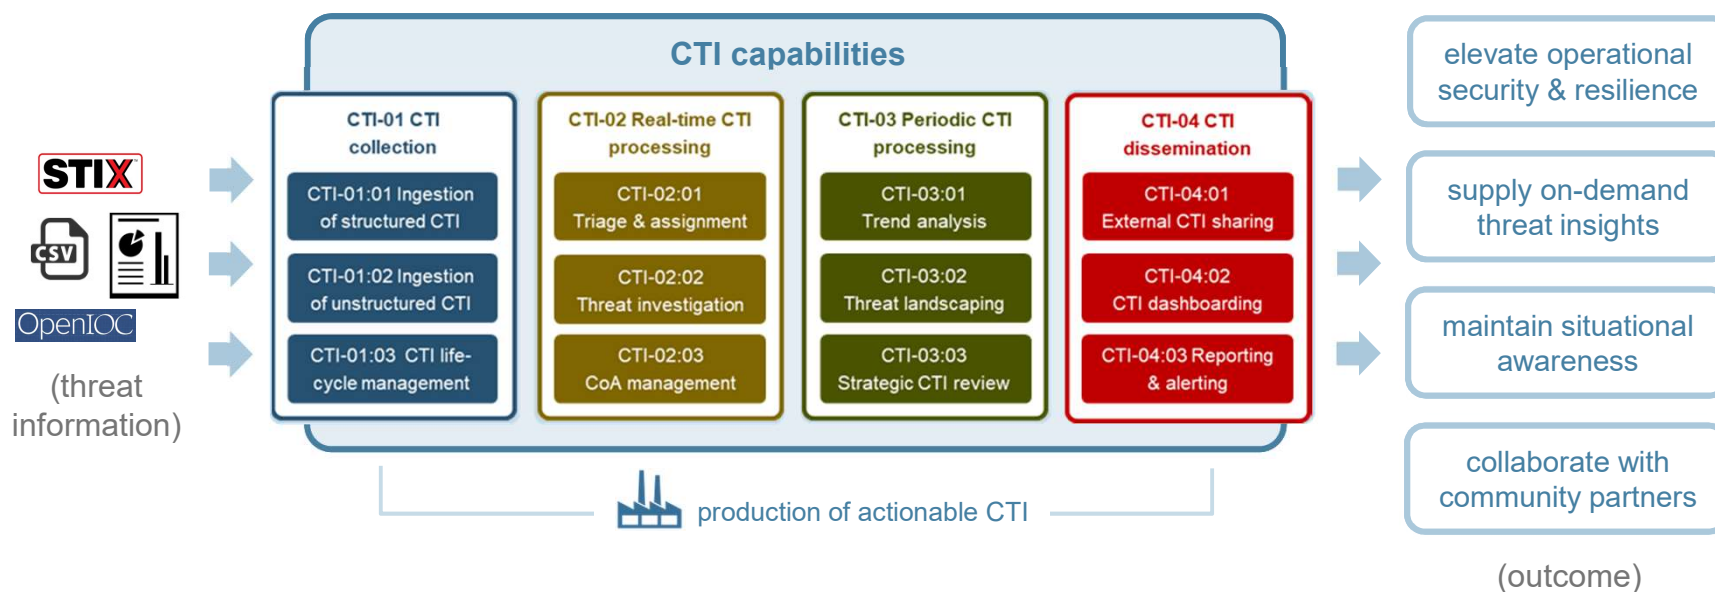 CTI capabilities
STIX
CSV
OpenIOC
(threat
information)
CTI-01 CTI
collection
CTI-01:01 Ingestion
of structured CTI
CTI-01:02 Ingestion
of unstructured CTI
CTI-01:03 CTI life-
cycle management
CTI-02 Real-time CTI
processing
CTI-02:01
Triage & assignment
CTI-02:02
Threat investigation
CTI-02:03
CoA management
CTI-03 Periodic CTI
processing
CTI-03:01
Trend analysis
CTI-03:02
Threat landscaping
CTI-03:03
Strategic CTI review
CTI-04 CTI
dissemination
CTI-04:01
External CTI sharing
CTI-04:02
CTI dashboarding
CTI-04:03 Reporting
& alerting
production of actionable CTI
elevate operational
security & resilience
supply on-demand
threat insights
maintain situational
awareness
collaborate with
community partners
(outcome)